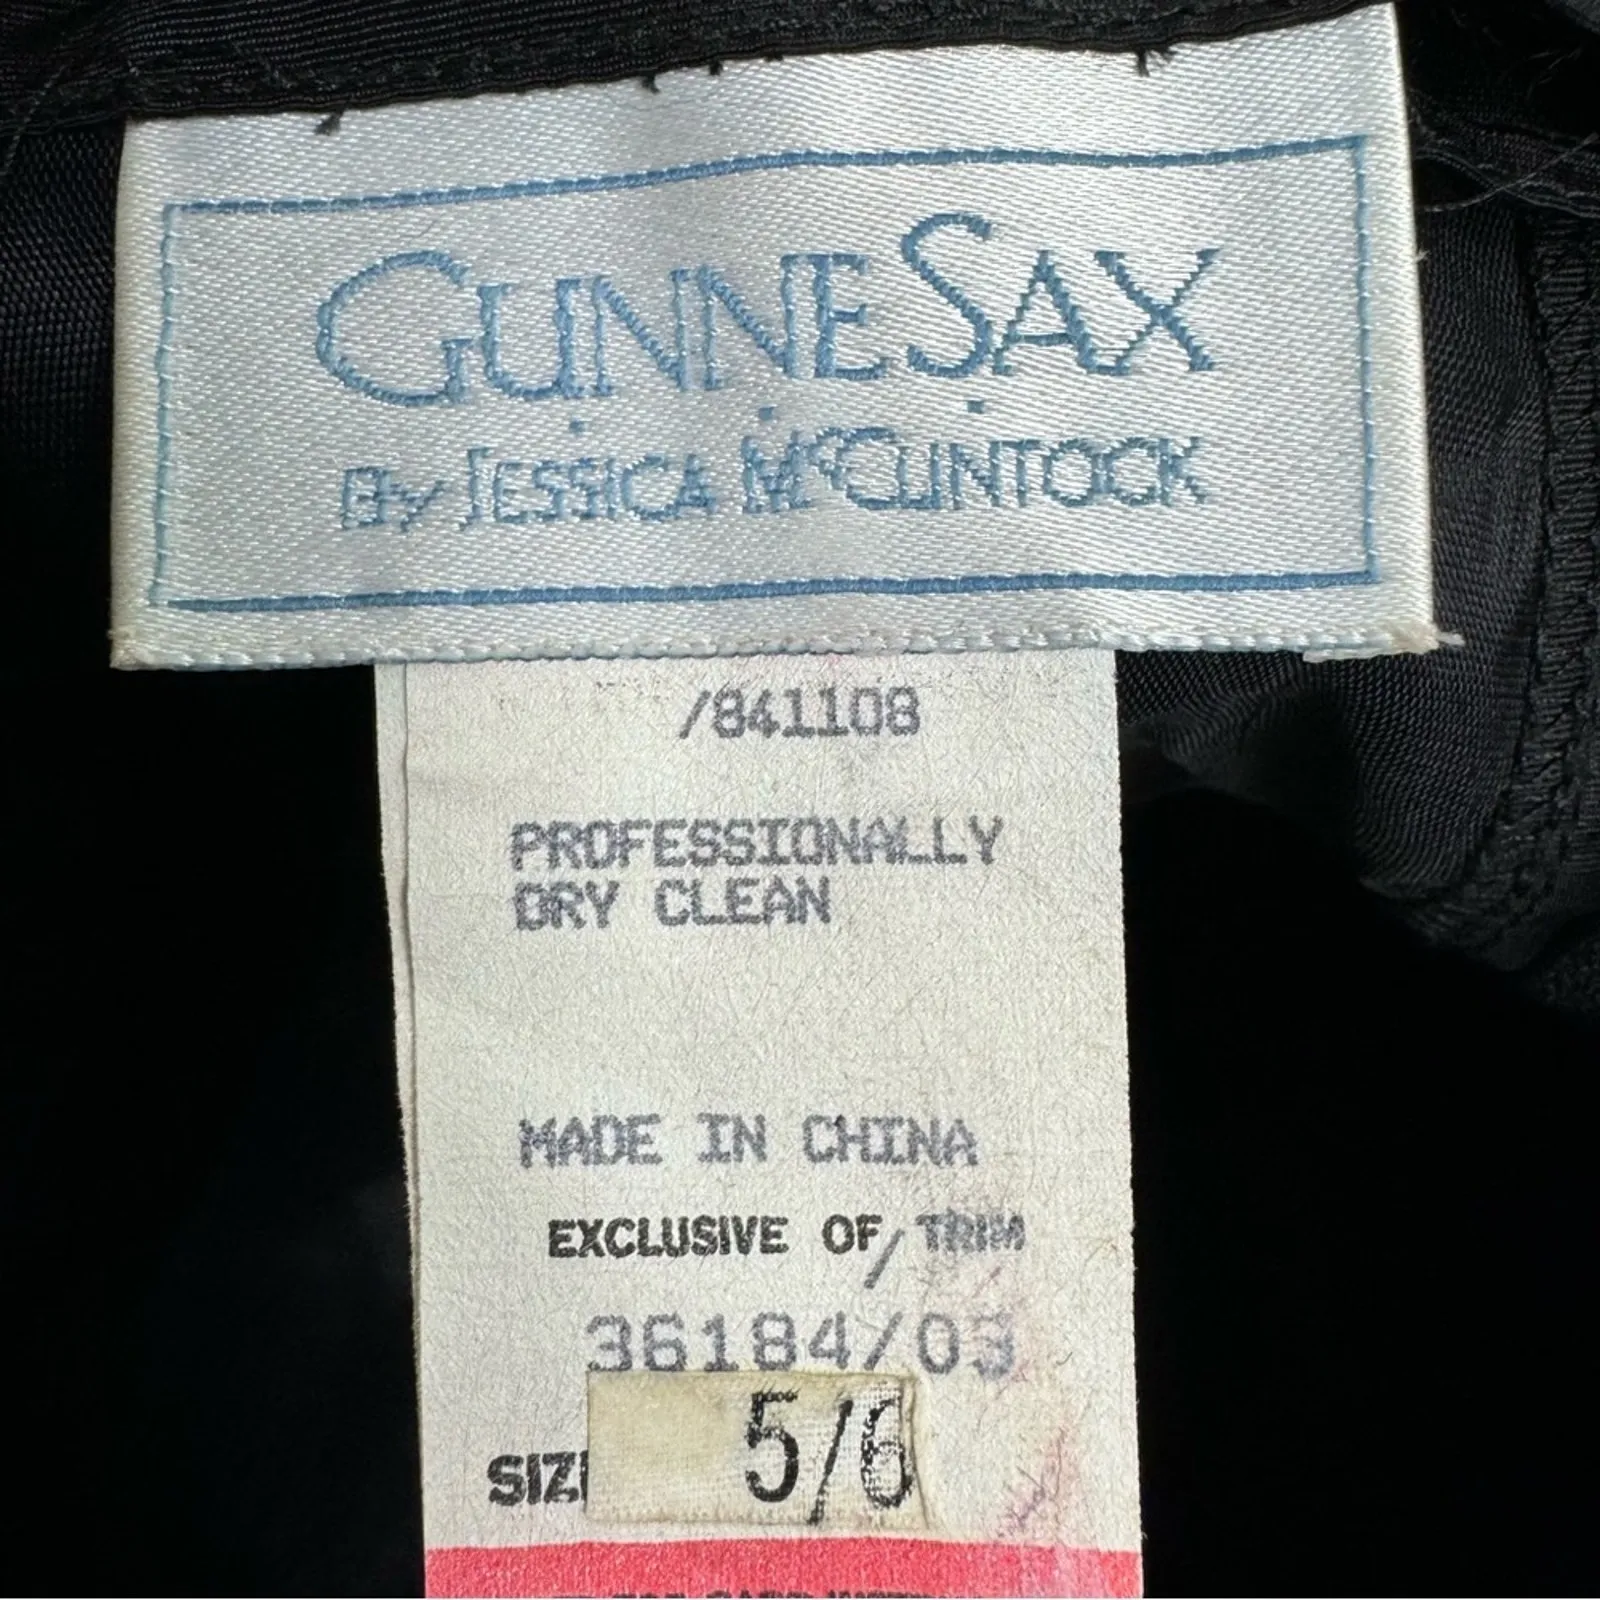 GUNNE SAX
BY JESSICA MCCLINTOCK
/841108
PROFESSIONALLY
DRY CLEAN
MADE IN CHINA
EXCLUSIVE OF TRIM
/
36184/03
5/6